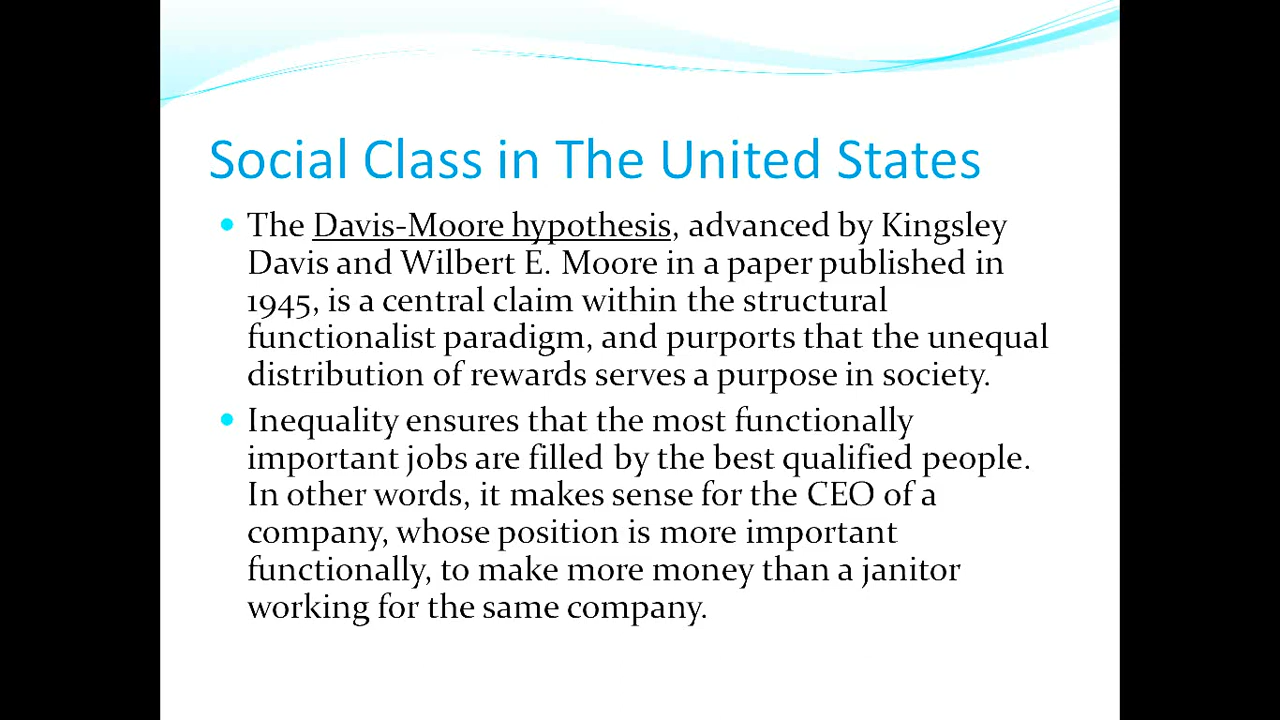 Social Class in The United States
The Davis-Moore hypothesis, advanced by Kingsley
Davis and Wilbert E. Moore in a paper published in
1945, is a central claim within the structural
functionalist paradigm, and purports that the unequal
distribution of rewards serves a purpose in society.
Inequality ensures that the most functionally
important jobs are filled by the best qualified people.
In other words, it makes sense for the CEO of a
company, whose position is more important
functionally, to make more money than a janitor
working for the same company.